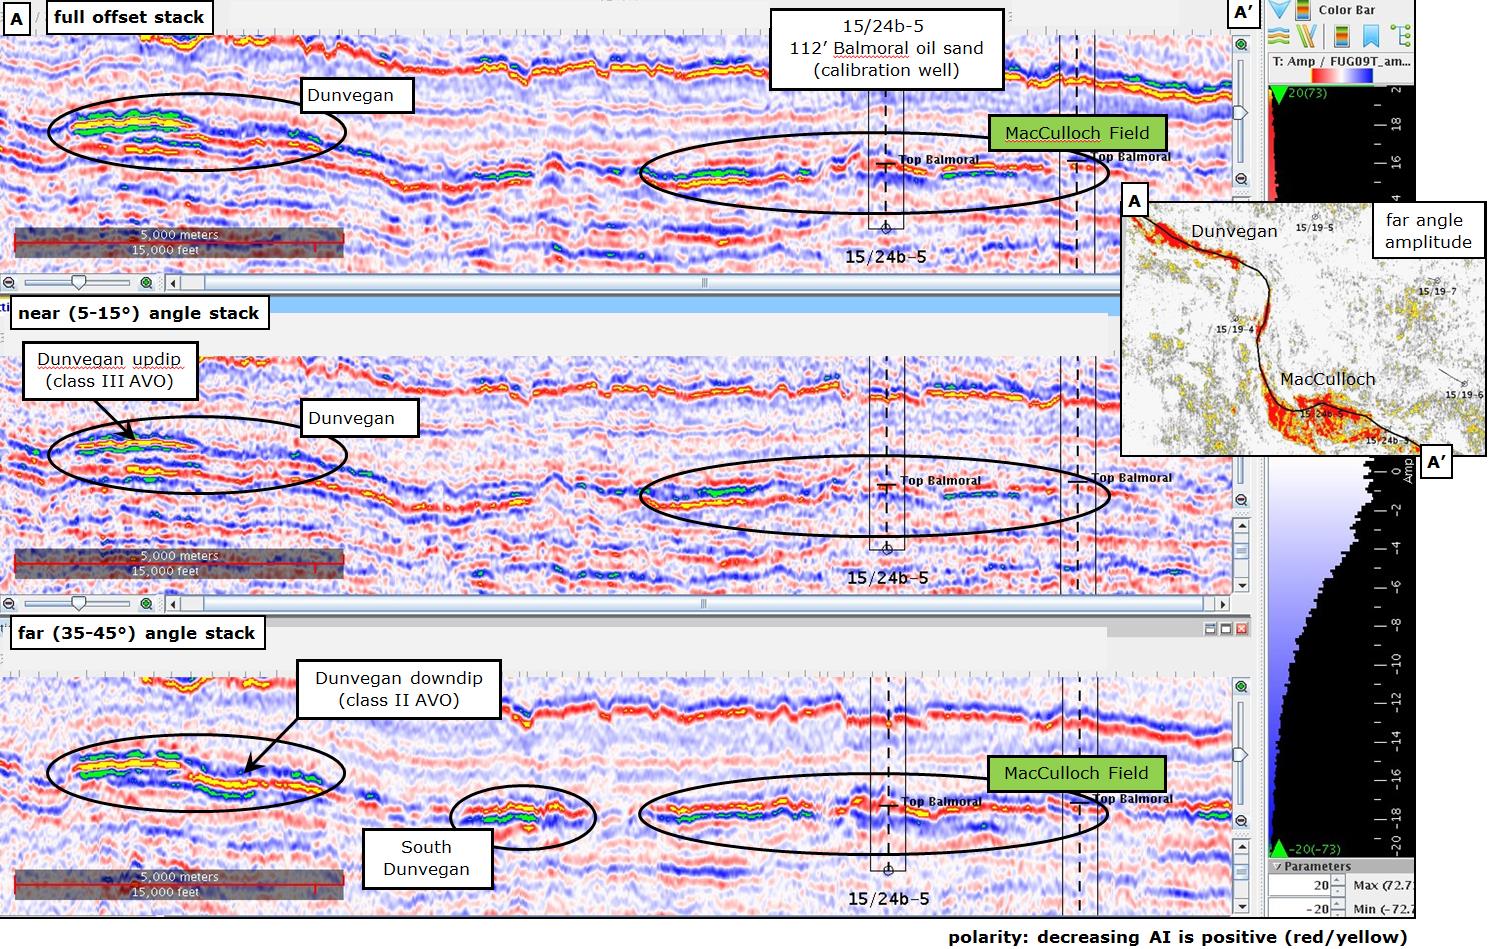 A
full offset stack
15/24b-5
112’ Balmoral oil sand
(calibration well)
A’
Color Bar
T: Amp / FUG09T_am...
20(73)
Dunvegan
MacCulloch Field
Top Balmoral
Top Balmoral
18
16
5,000 meters
15,000 feet
15/24b-5
A
Dunvegan
15/19-5
far angle
amplitude
15/19-7
15/19-4
MacCulloch
15/19-6
15/24b-5
15/24b-3
A’
near (5-15°) angle stack
Dunvegan updip
(class III AVO)
Dunvegan
Top Balmoral
Top Balmoral
5,000 meters
15,000 feet
15/24b-5
Amp
0
-2
-4
-6
-8
-10
-12
-14
-16
-18
-20
far (35-45°) angle stack
Dunvegan downdip
(class II AVO)
MacCulloch Field
Top Balmoral
Top Balmoral
South
Dunvegan
5,000 meters
15,000 feet
15/24b-5
-20(-73)
Parameters
20 Max (72.7
-20 Min (-72.7
polarity: decreasing AI is positive (red/yellow)